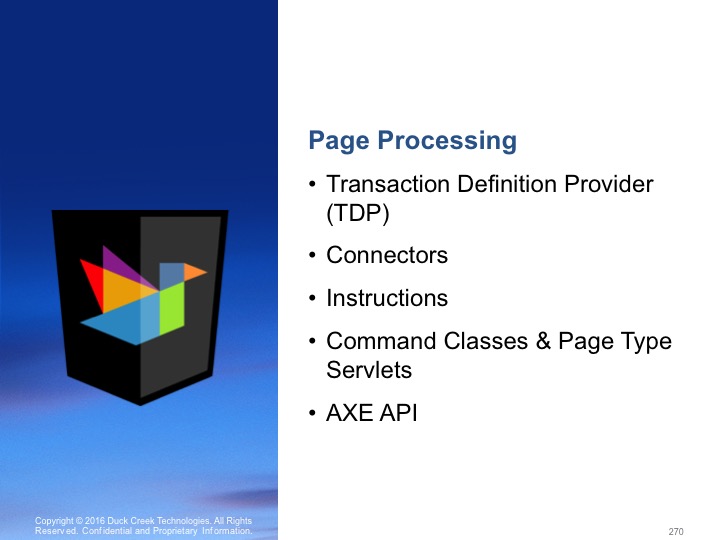 Page Processing
• Transaction Definition Provider
(TDP)
• Connectors
• Instructions
• Command Classes & Page Type
Servlets
• AXE API
Copyright © 2016 Duck Creek Technologies. All Rights
Reserved. Confidential and Proprietary Information.
270